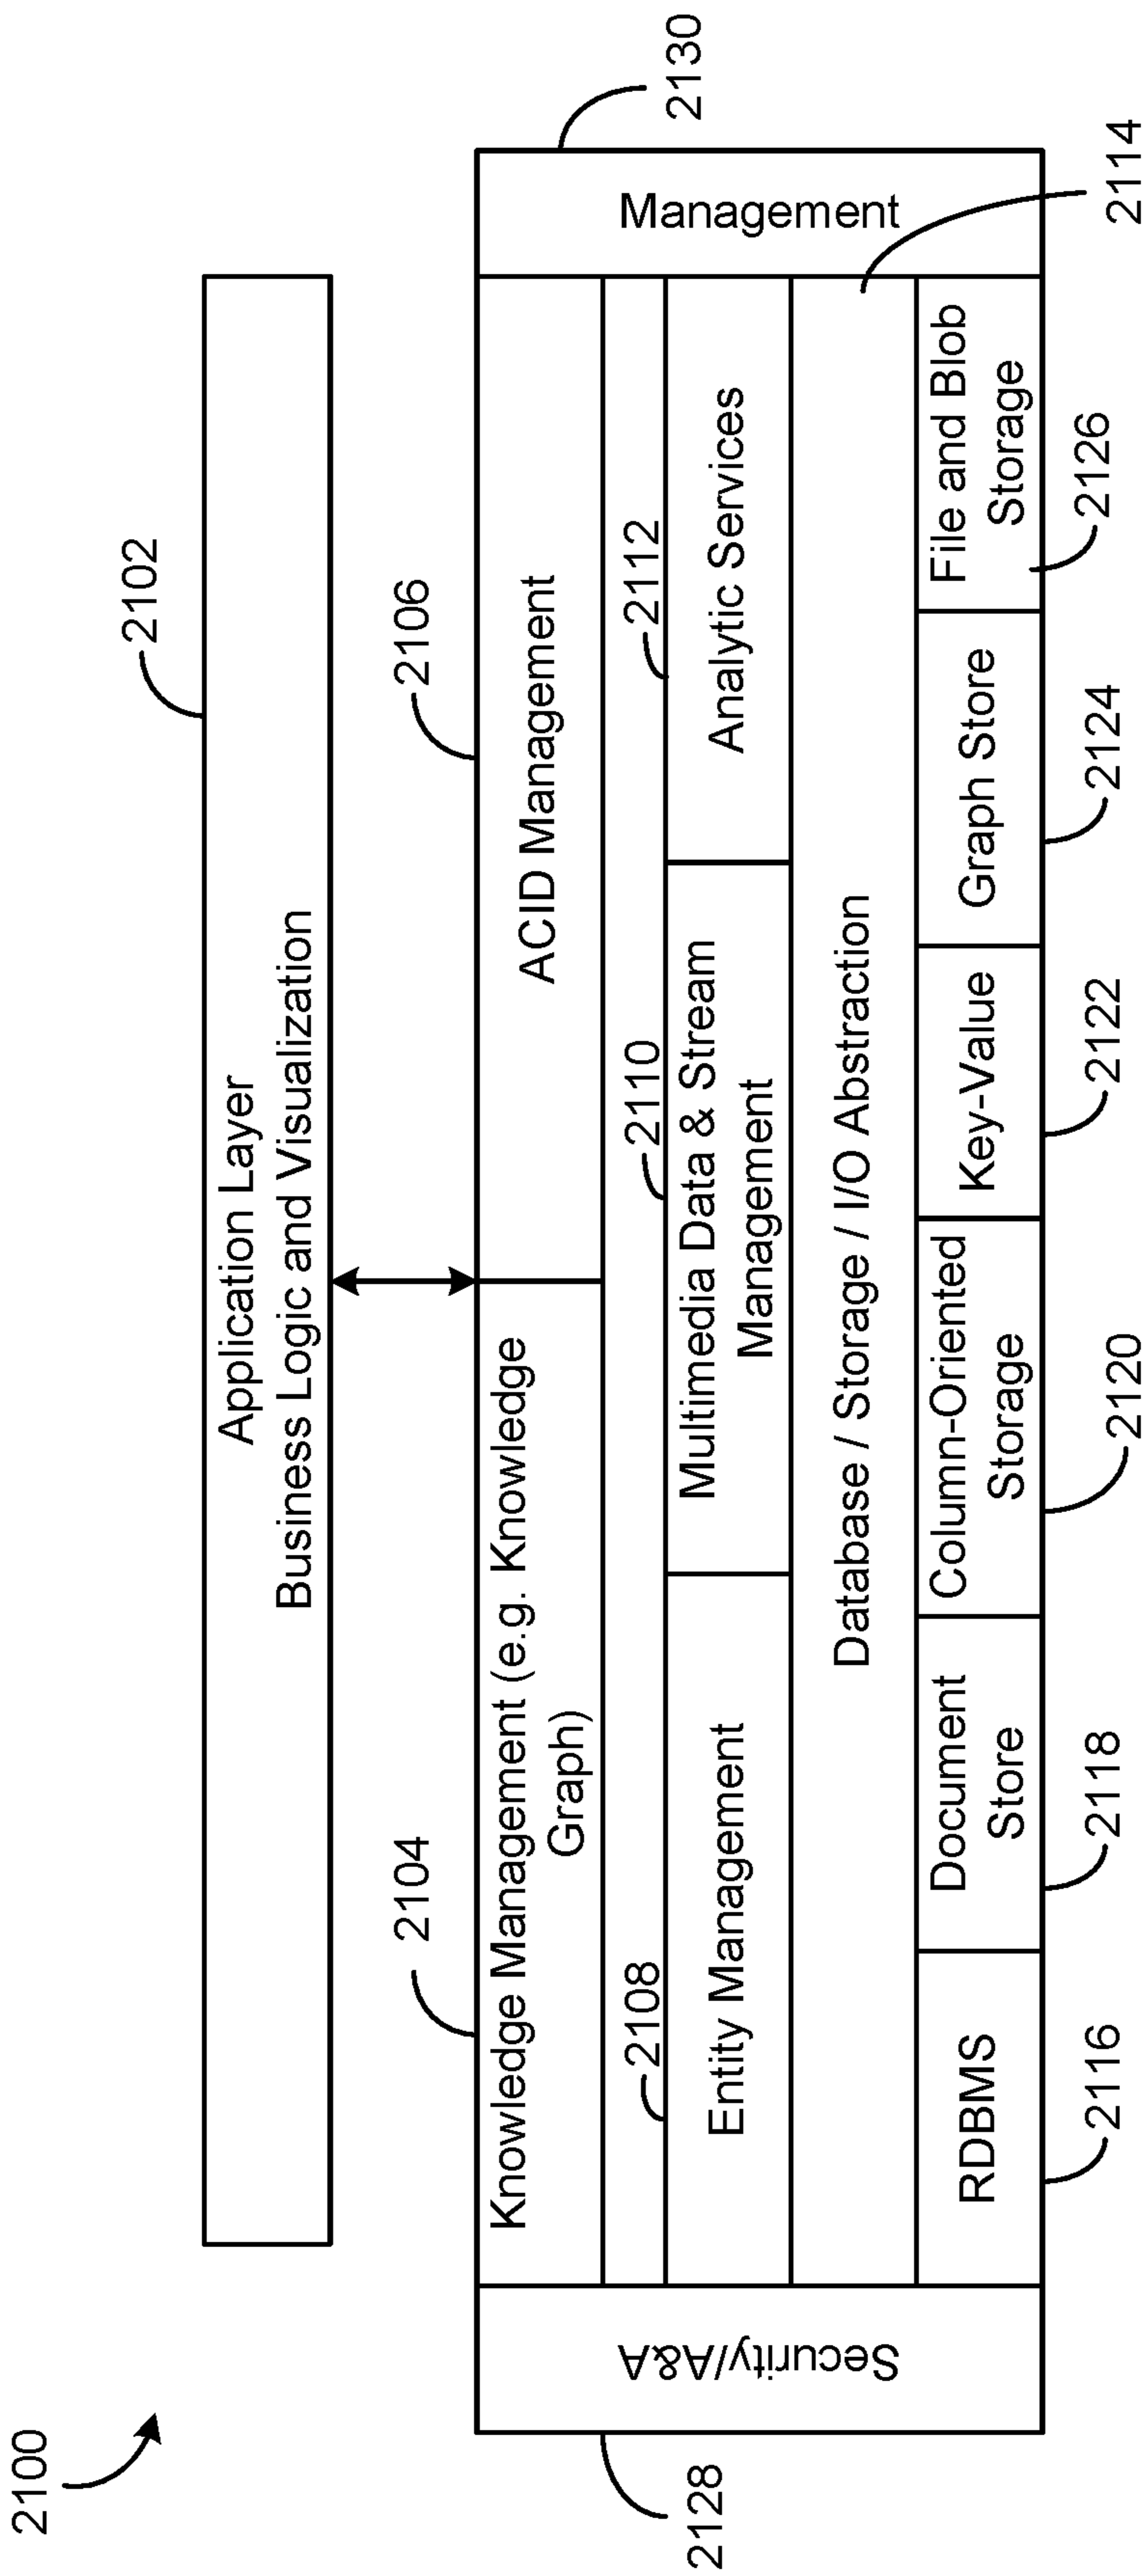 2100
2102
Application Layer
Business Logic and Visualization
2104
2106
Knowledge Management (e.g. Knowledge
Graph)
ACID Management
2108
2110
2112
Entity Management
Multimedia Data & Stream
Management
Analytic Services
Database / Storage / I/O Abstraction
RDBMS
Document
Store
Column-Oriented
Storage
Key-Value
Graph Store
File and Blob
Storage
Security/A&A
Management
2128
2130
2116
2118
2120
2122
2124
2126
2114